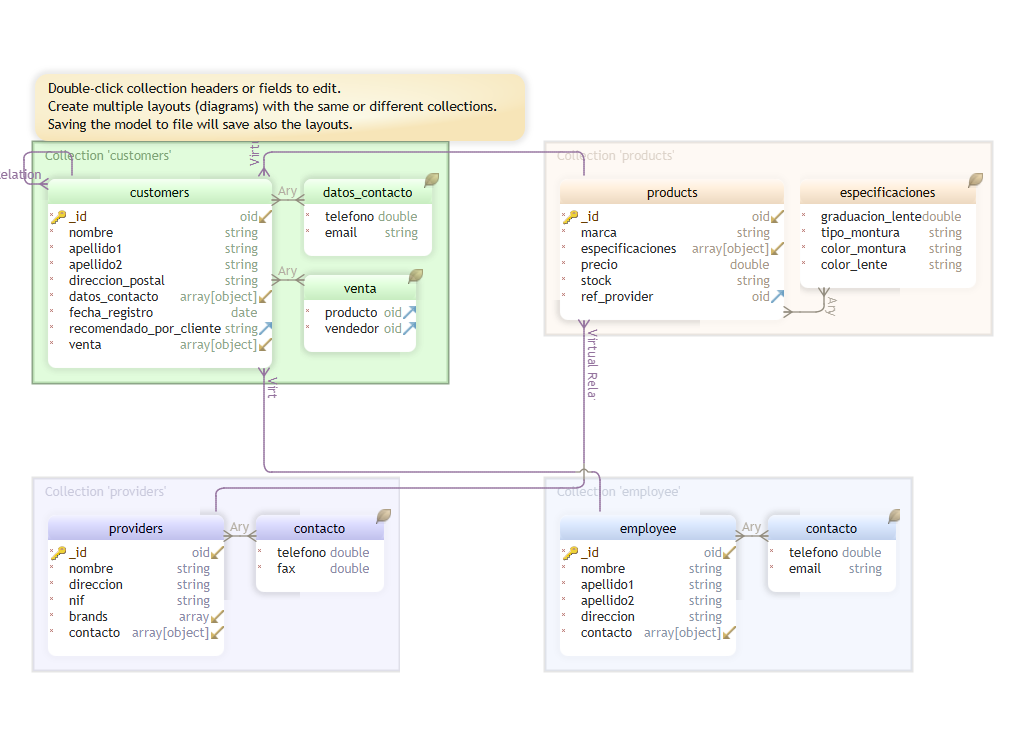 Double-click collection headers or fields to edit.
Create multiple layouts (diagrams) with the same or different collections.
Saving the model to file will save also the layouts.
Collection 'customers'
Virt
elation
customers
_id oid
nombre string
apellido1 string
apellido2 string
direccion_postal string
datos_contacto array[object]
fecha_registro date
recomendado_por_cliente string
venta array[object]
Ary
datos_contacto
telefono double
email string
Ary
venta
producto oid
vendedor oid
Virt
Collection 'products'
products
_id oid
marca string
especificaciones array[object]
precio double
stock string
ref_provider oid
especificaciones
graduacion_lente double
tipo_montura string
color_montura string
color_lente string
Ary
Virtual Rela
Collection 'providers'
providers
_id oid
nombre string
direccion string
nif string
brands array
contacto array[object]
Ary
contacto
telefono double
fax double
Collection 'employee'
employee
_id oid
nombre string
apellido1 string
apellido2 string
direccion string
contacto array[object]
Ary
contacto
telefono double
email string